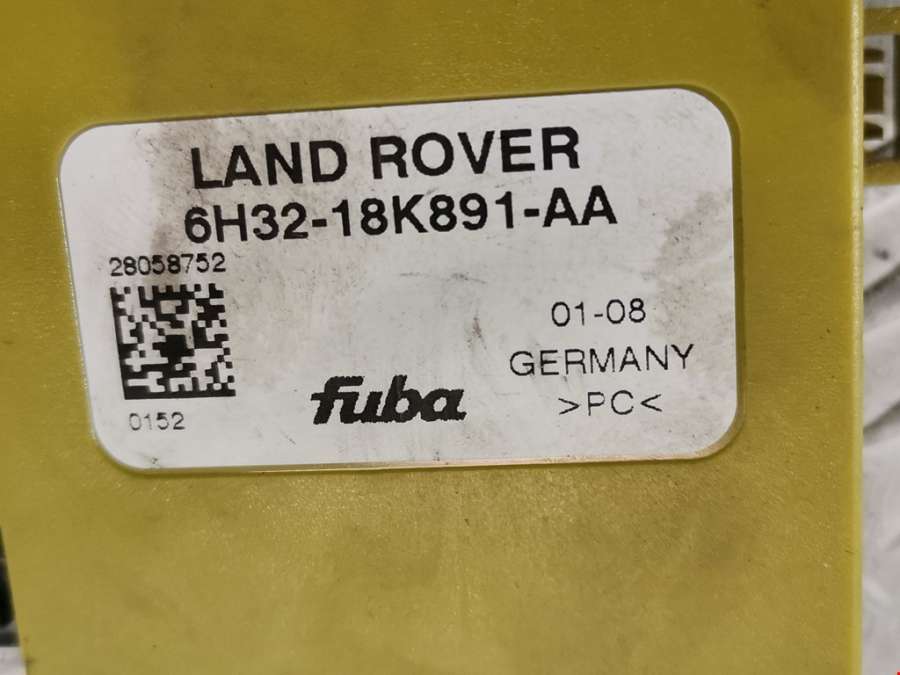 LAND ROVER
6H32-18K891-AA
28058752
01-08
GERMANY
>PC<
fuba
0152